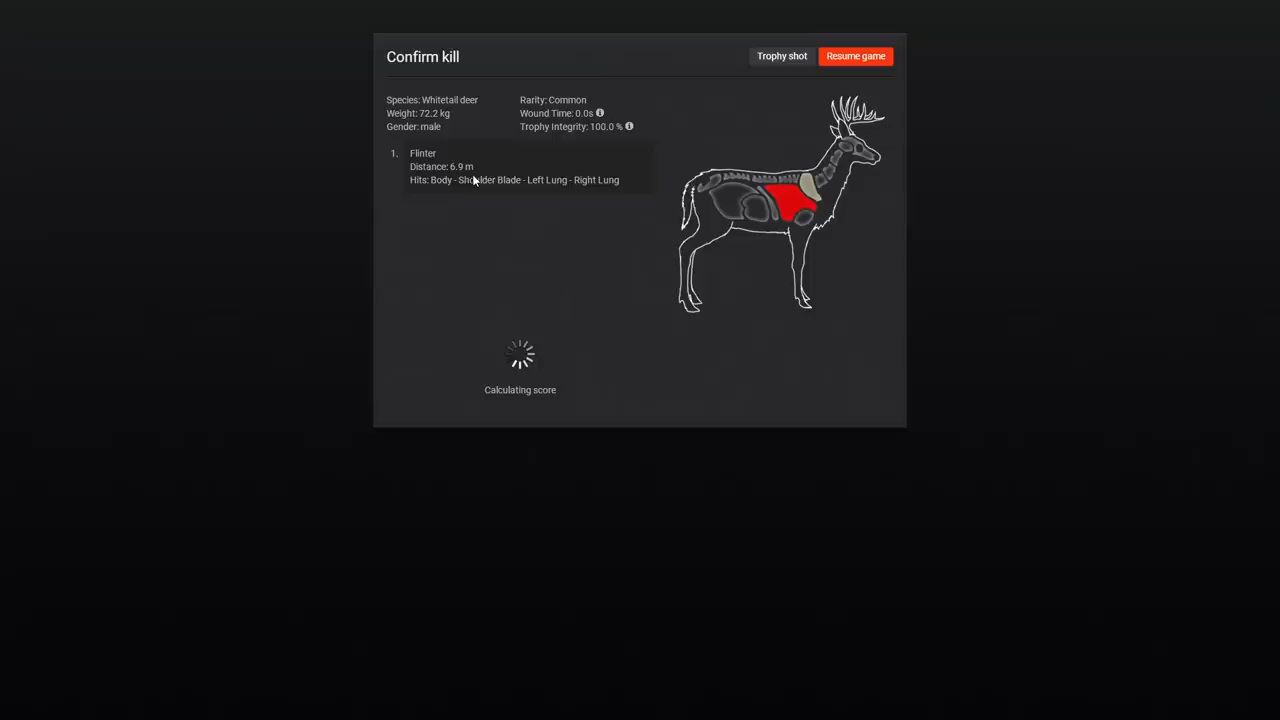 Confirm kill
Trophy shot
Resume game
Species: Whitetail deer
Rarity: Common
Weight: 72.2 kg
Wound Time: 0.0s
Gender: male
Trophy Integrity: 100.0 %
1.
Flinter
Distance: 6.9 m
Hits: Body - Shoulder Blade - Left Lung - Right Lung
Calculating score